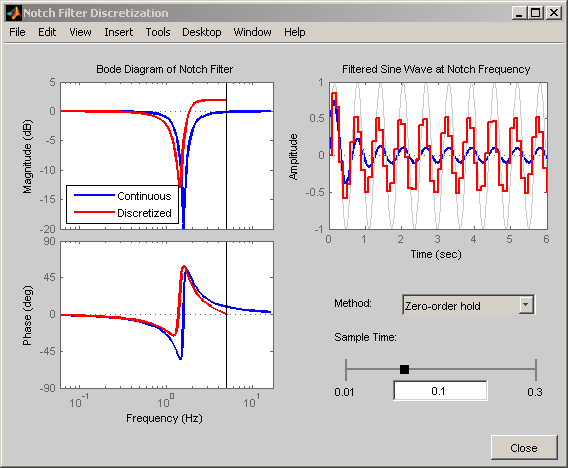 Notch Filter Discretization
File Edit View Insert Tools Desktop Window Help
Bode Diagram of Notch Filter
Magnitude (dB)
5
0
-5
-10
-15
-20
Continuous
Discretized
Phase (deg)
90
45
0
-45
-90
10^-1 10^0 10^1
Frequency (Hz)
Filtered Sine Wave at Notch Frequency
Amplitude
1
0.5
0
-0.5
-1
0 1 2 3 4 5 6
Time (sec)
Method: Zero-order hold
Sample Time:
0.01 0.1 0.3
Close